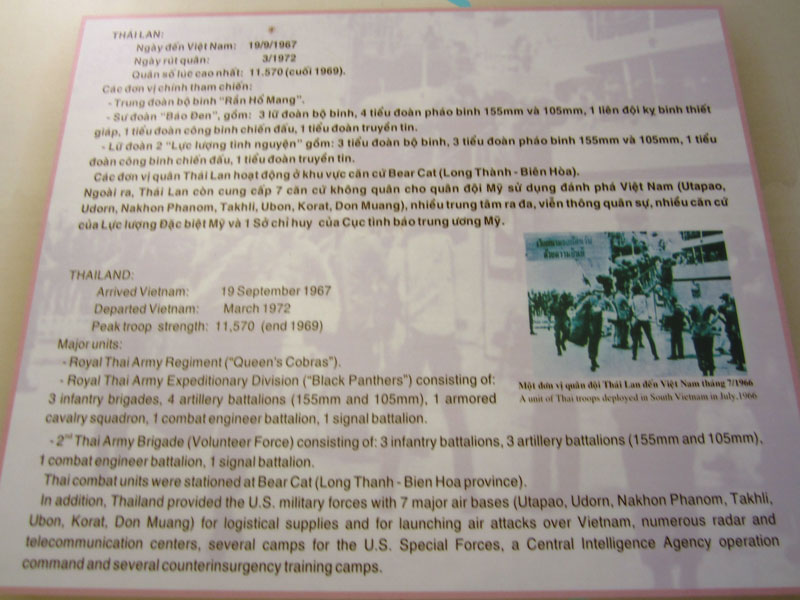 THÁI LAN:
Ngày đến Việt Nam: 19/9/1967
Ngày rút quân: 3/1972
Quân số lúc cao nhất: 11.570 (cuối 1969).
Các đơn vị chính tham chiến:
- Trung đoàn bộ binh "Rắn Hổ Mang".
- Sư đoàn "Báo Đen", gồm: 3 lữ đoàn bộ binh, 4 tiểu đoàn pháo binh 155mm và 105mm, 1 liên đội kỵ binh thiết
giáp, 1 tiểu đoàn công binh chiến đấu, 1 tiểu đoàn truyền tin.
- Lữ đoàn 2 "Lực lượng tình nguyện" gồm: 3 tiểu đoàn bộ binh, 3 tiểu đoàn pháo binh 155mm và 105mm, 1 tiểu
đoàn công binh chiến đấu, 1 tiểu đoàn truyền tin.
Các đơn vị quân Thái Lan hoạt động ở khu vực căn cứ Bear Cat (Long Thành - Biên Hòa).
Ngoài ra, Thái Lan còn cung cấp 7 căn cứ không quân cho quân đội Mỹ sử dụng đánh phá Việt Nam (Utapao,
Udorn, Nakhon Phanom, Takhli, Ubon, Korat, Don Muang), nhiều trung tâm ra đa, viễn thông quân sự, nhiều căn cứ
của Lực lượng Đặc biệt Mỹ và 1 Sở chỉ huy của Cục tình báo trung ương Mỹ.
THAILAND:
Arrived Vietnam: 19 September 1967
Departed Vietnam: March 1972
Peak troop strength: 11,570 (end 1969)
Major units:
- Royal Thai Army Regiment ("Queen's Cobras").
- Royal Thai Army Expeditionary Division ("Black Panthers") consisting of:
3 infantry brigades, 4 artillery battalions (155mm and 105mm), 1 armored
cavalry squadron, 1 combat engineer battalion, 1 signal battalion.
- 2nd Thai Army Brigade (Volunteer Force) consisting of: 3 infantry battalions, 3 artillery battalions (155mm and 105mm),
1 combat engineer battalion, 1 signal battalion.
Thai combat units were stationed at Bear Cat (Long Thanh - Bien Hoa province).
In addition, Thailand provided the U.S. military forces with 7 major air bases (Utapao, Udorn, Nakhon Phanom, Takhli,
Ubon, Korat, Don Muang) for logistical supplies and for launching air attacks over Vietnam, numerous radar and
telecommunication centers, several camps for the U.S. Special Forces, a Central Intelligence Agency operation
command and several counterinsurgency training camps.
Một đơn vị quân đội Thái Lan đến Việt Nam tháng 7/1966
A unit of Thai troops deployed in South Vietnam in July,1966